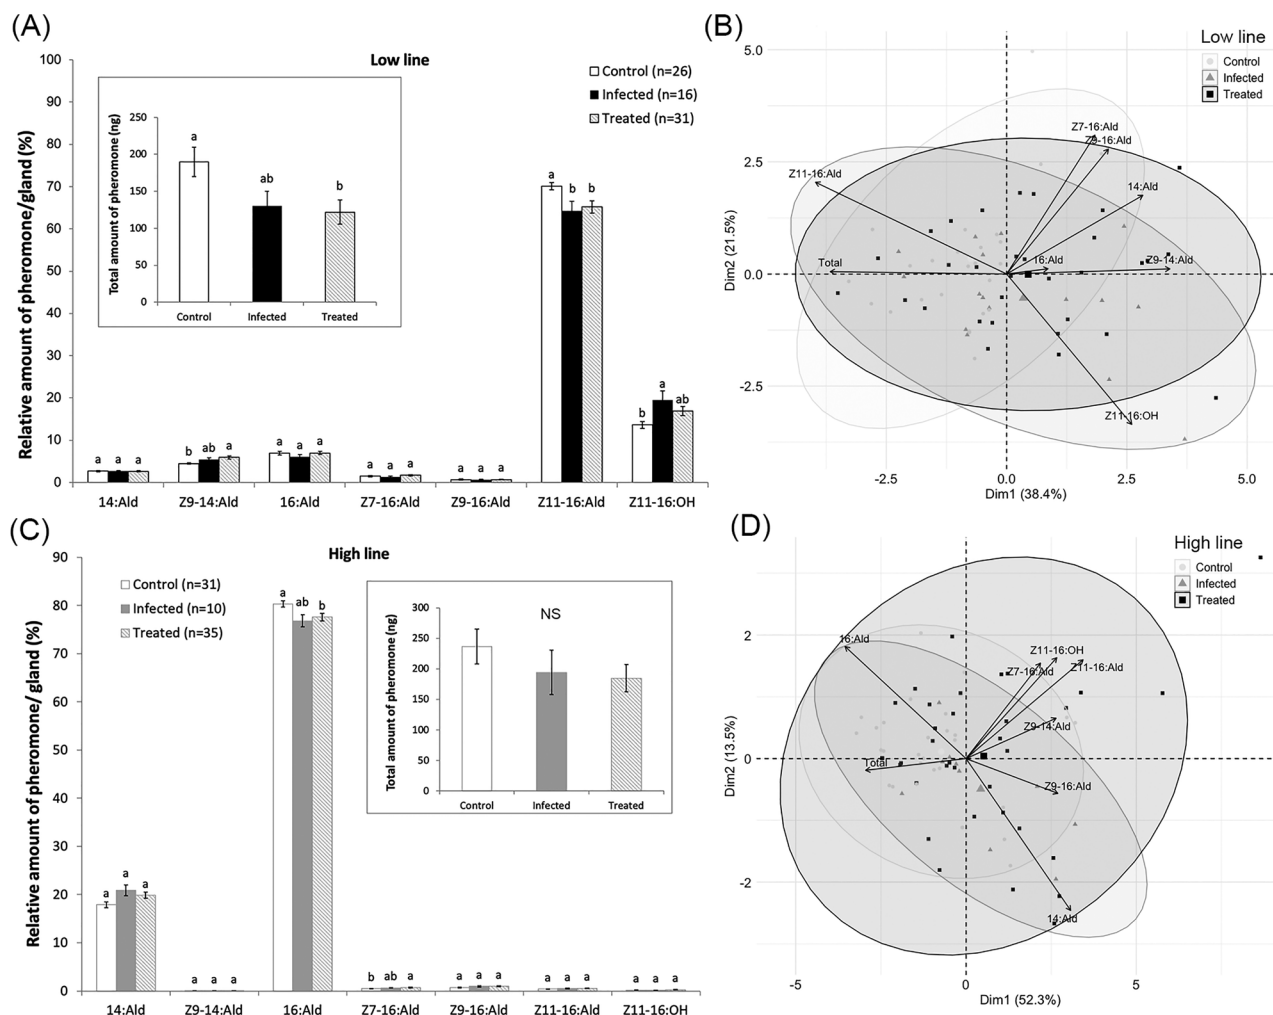 (A)
Low line
Relative amount of pheromone/gland (%)
100
90
80
70
60
50
40
30
20
10
0
Control (n=26)
Infected (n=16)
Treated (n=31)
Total amount of pheromone (ng)
250
200
150
100
50
0
a
ab
b
Control Infected Treated
a a a
b ab a
a a a
a a a
a a a
a b b
b a ab
14:Ald Z9-14:Ald 16:Ald Z7-16:Ald Z9-16:Ald Z11-16:Ald Z11-16:OH
(B)
Low line
Control
Infected
Treated
Dim2 (21.5%)
5.0
2.5
0.0
-2.5
Z7-16:Ald
Z9-16:Ald
Z11-16:Ald
14:Ald
Total
16:Ald
Z9-14:Ald
Z11-16:OH
-2.5 0.0 2.5 5.0
Dim1 (38.4%)
(C)
High line
Relative amount of pheromone/ gland (%)
90
80
70
60
50
40
30
20
10
0
Control (n=31)
Infected (n=10)
Treated (n=35)
Total amount of pheromone (ng)
300
250
200
150
100
50
0
NS
Control Infected Treated
a a a
a a a
a ab b
b ab a
a a a
a a a
a a a
14:Ald Z9-14:Ald 16:Ald Z7-16:Ald Z9-16:Ald Z11-16:Ald Z11-16:OH
(D)
High line
Control
Infected
Treated
Dim2 (13.5%)
2
0
-2
16:Ald
Z11-16:OH
Z7-16:Ald
Z11-16:Ald
Z9-14:Ald
Total
Z9-16:Ald
14:Ald
-5 0 5
Dim1 (52.3%)